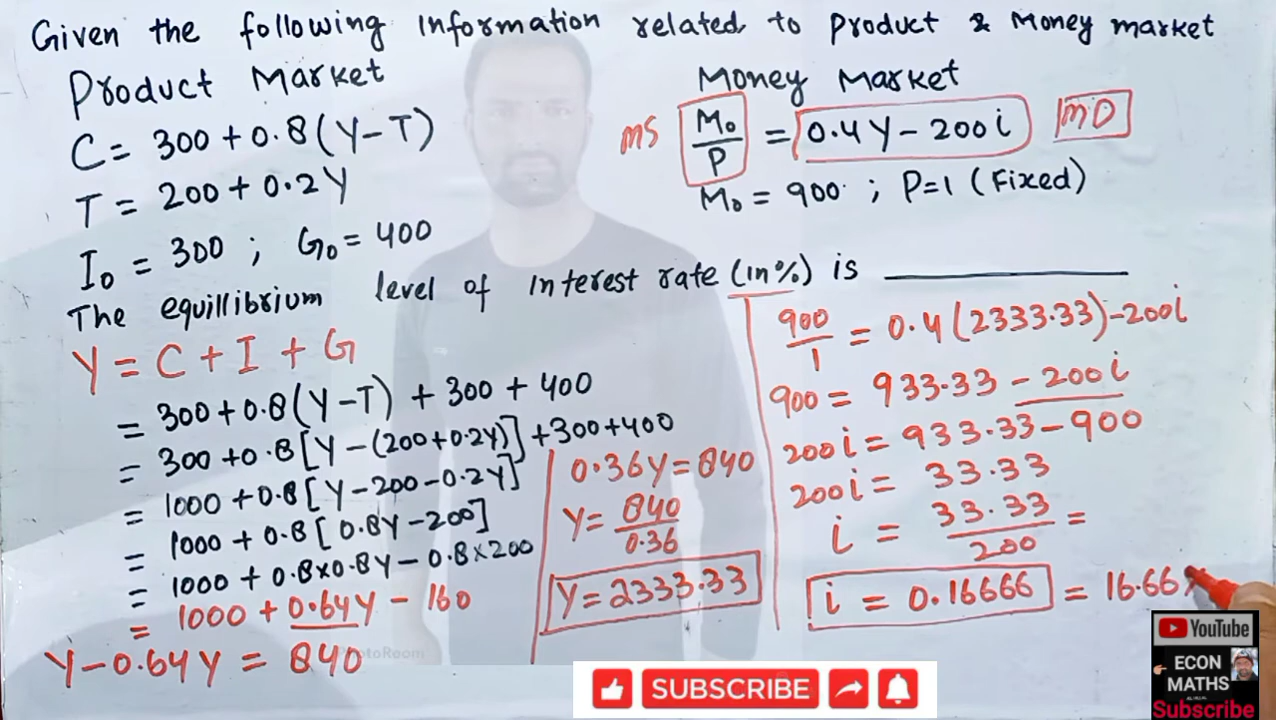 Given the following Information related to Product & Money market
Product Market
C = 300 + 0.8 (Y – T)
T = 200 + 0.2Y
I₀ = 300 ; G₀ = 400
Money Market
MS M₀/P = 0.4Y – 200i MD
M₀ = 900 ; P=1 (Fixed)
The equillibrium level of Interest rate (in%) is ________
Y = C + I + G
= 300 + 0.8 (Y – T) + 300 + 400
= 300 + 0.8 [Y – (200+0.2Y)] + 300+400
= 1000 + 0.8 [Y – 200 – 0.2Y]
= 1000 + 0.8 [0.8Y – 200]
= 1000 + 0.8×0.8Y – 0.8×200
= 1000 + 0.64Y – 160
Y – 0.64Y = 840
0.36Y = 840
Y = 840/0.36
Y = 2333.33
900/1 = 0.4 (2333.33) – 200i
900 = 933.33 – 200i
200i = 933.33 – 900
200i = 33.33
i = 33.33/200 =
i = 0.16666 = 16.66
PhotoRoom
SUBSCRIBE
YouTube
ECON
MATHS
Subscribe